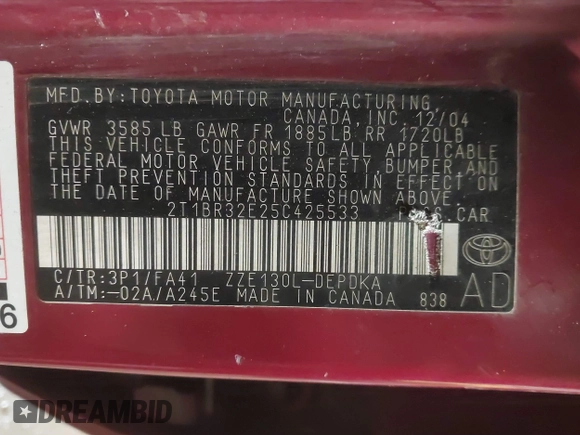 MFD. BY: TOYOTA MOTOR MANUFACTURING,
CANADA, INC. 12/04
GVWR 3585 LB GAWR FR 1885LB RR 1720LB
THIS VEHICLE CONFORMS TO ALL APPLICABLE
FEDERAL MOTOR VEHICLE SAFETY, BUMPER, AND
THEFT PREVENTION STANDARDS IN EFFECT ON
THE DATE OF MANUFACTURE SHOWN ABOVE.
2T1BR32E25C425533 CAR
C/TR:3P1/FA41 ZZE130L-DEPDKA
A/TM:-02A/A245E MADE IN CANADA 838 AD
6
DREAMBID